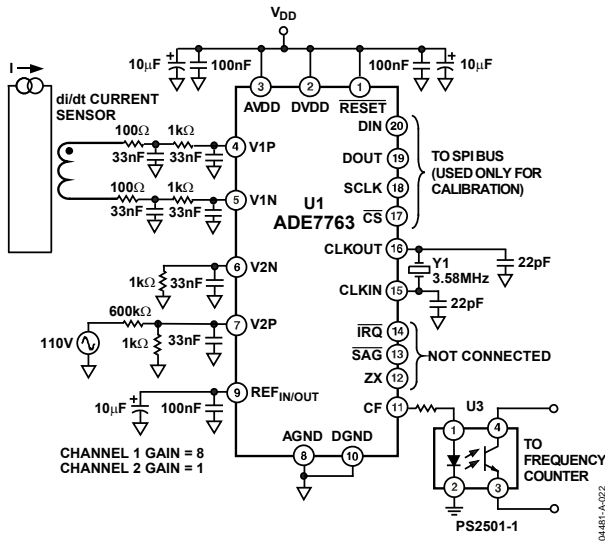 VDD
10µF
100nF
100nF
10µF
I
di/dt CURRENT
SENSOR
3
2
1
AVDD
DVDD
RESET
100Ω
1kΩ
33nF
33nF
4
V1P
100Ω
1kΩ
33nF
33nF
5
V1N
U1
ADE7763
DIN
20
DOUT
19
SCLK
18
CS
17
TO SPI BUS
(USED ONLY FOR
CALIBRATION)
CLKOUT
16
Y1
3.58MHz
22pF
CLKIN
15
22pF
1kΩ
33nF
6
V2N
600kΩ
110V
1kΩ
33nF
7
V2P
IRQ
14
SAG
13
ZX
12
NOT CONNECTED
10µF
100nF
9
REFIN/OUT
CF
11
U3
1
4
2
3
TO
FREQUENCY
COUNTER
PS2501-1
AGND
DGND
8
10
CHANNEL 1 GAIN = 8
CHANNEL 2 GAIN = 1
04481-A-022